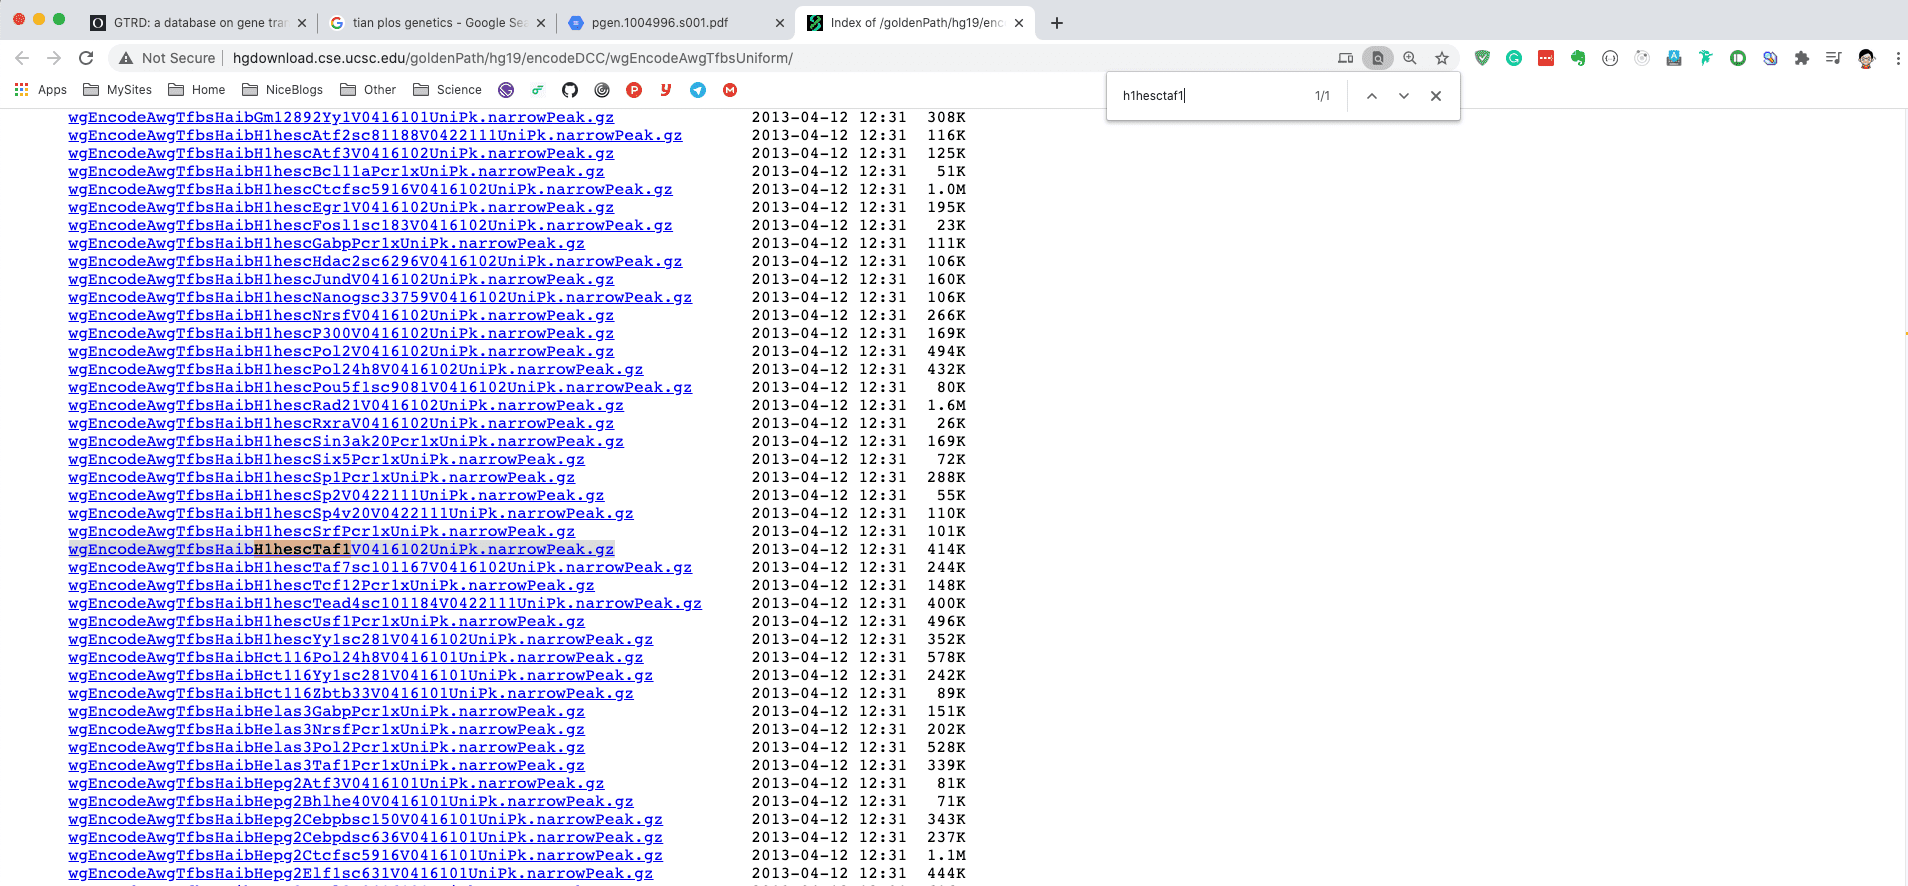 GTRD: a database on gene tran
tian plos genetics - Google Sea
pgen.1004996.s001.pdf
Index of /goldenPath/hg19/enc
Not Secure hgdownload.cse.ucsc.edu/goldenPath/hg19/encodeDCC/wgEncodeAwgTfbsUniform/
Apps MySites Home NiceBlogs Other Science
h1hesctaf1 1/1
wgEncodeAwgTfbsHaibGm12892Yy1V0416101UniPk.narrowPeak.gz 2013-04-12 12:31 308K
wgEncodeAwgTfbsHaibH1hescAtf2sc81188V0422111UniPk.narrowPeak.gz 2013-04-12 12:31 116K
wgEncodeAwgTfbsHaibH1hescAtf3V0416102UniPk.narrowPeak.gz 2013-04-12 12:31 125K
wgEncodeAwgTfbsHaibH1hescBcl11aPcr1xUniPk.narrowPeak.gz 2013-04-12 12:31 51K
wgEncodeAwgTfbsHaibH1hescCtcfsc5916V0416102UniPk.narrowPeak.gz 2013-04-12 12:31 1.0M
wgEncodeAwgTfbsHaibH1hescEgr1V0416102UniPk.narrowPeak.gz 2013-04-12 12:31 195K
wgEncodeAwgTfbsHaibH1hescFosl1sc183V0416102UniPk.narrowPeak.gz 2013-04-12 12:31 23K
wgEncodeAwgTfbsHaibH1hescGabpPcr1xUniPk.narrowPeak.gz 2013-04-12 12:31 111K
wgEncodeAwgTfbsHaibH1hescHdac2sc6296V0416102UniPk.narrowPeak.gz 2013-04-12 12:31 106K
wgEncodeAwgTfbsHaibH1hescJundV0416102UniPk.narrowPeak.gz 2013-04-12 12:31 160K
wgEncodeAwgTfbsHaibH1hescNanogsc33759V0416102UniPk.narrowPeak.gz 2013-04-12 12:31 106K
wgEncodeAwgTfbsHaibH1hescNrsfV0416102UniPk.narrowPeak.gz 2013-04-12 12:31 266K
wgEncodeAwgTfbsHaibH1hescP300V0416102UniPk.narrowPeak.gz 2013-04-12 12:31 169K
wgEncodeAwgTfbsHaibH1hescPol2V0416102UniPk.narrowPeak.gz 2013-04-12 12:31 494K
wgEncodeAwgTfbsHaibH1hescPol24h8V0416102UniPk.narrowPeak.gz 2013-04-12 12:31 432K
wgEncodeAwgTfbsHaibH1hescPou5f1sc9081V0416102UniPk.narrowPeak.gz 2013-04-12 12:31 80K
wgEncodeAwgTfbsHaibH1hescRad21V0416102UniPk.narrowPeak.gz 2013-04-12 12:31 1.6M
wgEncodeAwgTfbsHaibH1hescRxraV0416102UniPk.narrowPeak.gz 2013-04-12 12:31 26K
wgEncodeAwgTfbsHaibH1hescSin3ak20Pcr1xUniPk.narrowPeak.gz 2013-04-12 12:31 169K
wgEncodeAwgTfbsHaibH1hescSix5Pcr1xUniPk.narrowPeak.gz 2013-04-12 12:31 72K
wgEncodeAwgTfbsHaibH1hescSp1Pcr1xUniPk.narrowPeak.gz 2013-04-12 12:31 288K
wgEncodeAwgTfbsHaibH1hescSp2V0422111UniPk.narrowPeak.gz 2013-04-12 12:31 55K
wgEncodeAwgTfbsHaibH1hescSp4v20V0422111UniPk.narrowPeak.gz 2013-04-12 12:31 110K
wgEncodeAwgTfbsHaibH1hescSrfPcr1xUniPk.narrowPeak.gz 2013-04-12 12:31 101K
wgEncodeAwgTfbsHaibH1hescTaf1V0416102UniPk.narrowPeak.gz 2013-04-12 12:31 414K
wgEncodeAwgTfbsHaibH1hescTaf7sc101167V0416102UniPk.narrowPeak.gz 2013-04-12 12:31 244K
wgEncodeAwgTfbsHaibH1hescTcf12Pcr1xUniPk.narrowPeak.gz 2013-04-12 12:31 148K
wgEncodeAwgTfbsHaibH1hescTead4sc101184V0422111UniPk.narrowPeak.gz 2013-04-12 12:31 400K
wgEncodeAwgTfbsHaibH1hescUsf1Pcr1xUniPk.narrowPeak.gz 2013-04-12 12:31 496K
wgEncodeAwgTfbsHaibH1hescYy1sc281V0416102UniPk.narrowPeak.gz 2013-04-12 12:31 352K
wgEncodeAwgTfbsHaibHct116Pol24h8V0416101UniPk.narrowPeak.gz 2013-04-12 12:31 578K
wgEncodeAwgTfbsHaibHct116Yy1sc281V0416101UniPk.narrowPeak.gz 2013-04-12 12:31 242K
wgEncodeAwgTfbsHaibHct116Zbtb33V0416101UniPk.narrowPeak.gz 2013-04-12 12:31 89K
wgEncodeAwgTfbsHaibHelas3GabpPcr1xUniPk.narrowPeak.gz 2013-04-12 12:31 151K
wgEncodeAwgTfbsHaibHelas3NrsfPcr1xUniPk.narrowPeak.gz 2013-04-12 12:31 202K
wgEncodeAwgTfbsHaibHelas3Pol2Pcr1xUniPk.narrowPeak.gz 2013-04-12 12:31 528K
wgEncodeAwgTfbsHaibHelas3Taf1Pcr1xUniPk.narrowPeak.gz 2013-04-12 12:31 339K
wgEncodeAwgTfbsHaibHepg2Atf3V0416101UniPk.narrowPeak.gz 2013-04-12 12:31 81K
wgEncodeAwgTfbsHaibHepg2Bhlhe40V0416101UniPk.narrowPeak.gz 2013-04-12 12:31 71K
wgEncodeAwgTfbsHaibHepg2Cebpbsc150V0416101UniPk.narrowPeak.gz 2013-04-12 12:31 343K
wgEncodeAwgTfbsHaibHepg2Cebpdsc636V0416101UniPk.narrowPeak.gz 2013-04-12 12:31 237K
wgEncodeAwgTfbsHaibHepg2Ctcfsc5916V0416101UniPk.narrowPeak.gz 2013-04-12 12:31 1.1M
wgEncodeAwgTfbsHaibHepg2Elf1sc631V0416101UniPk.narrowPeak.gz 2013-04-12 12:31 444K